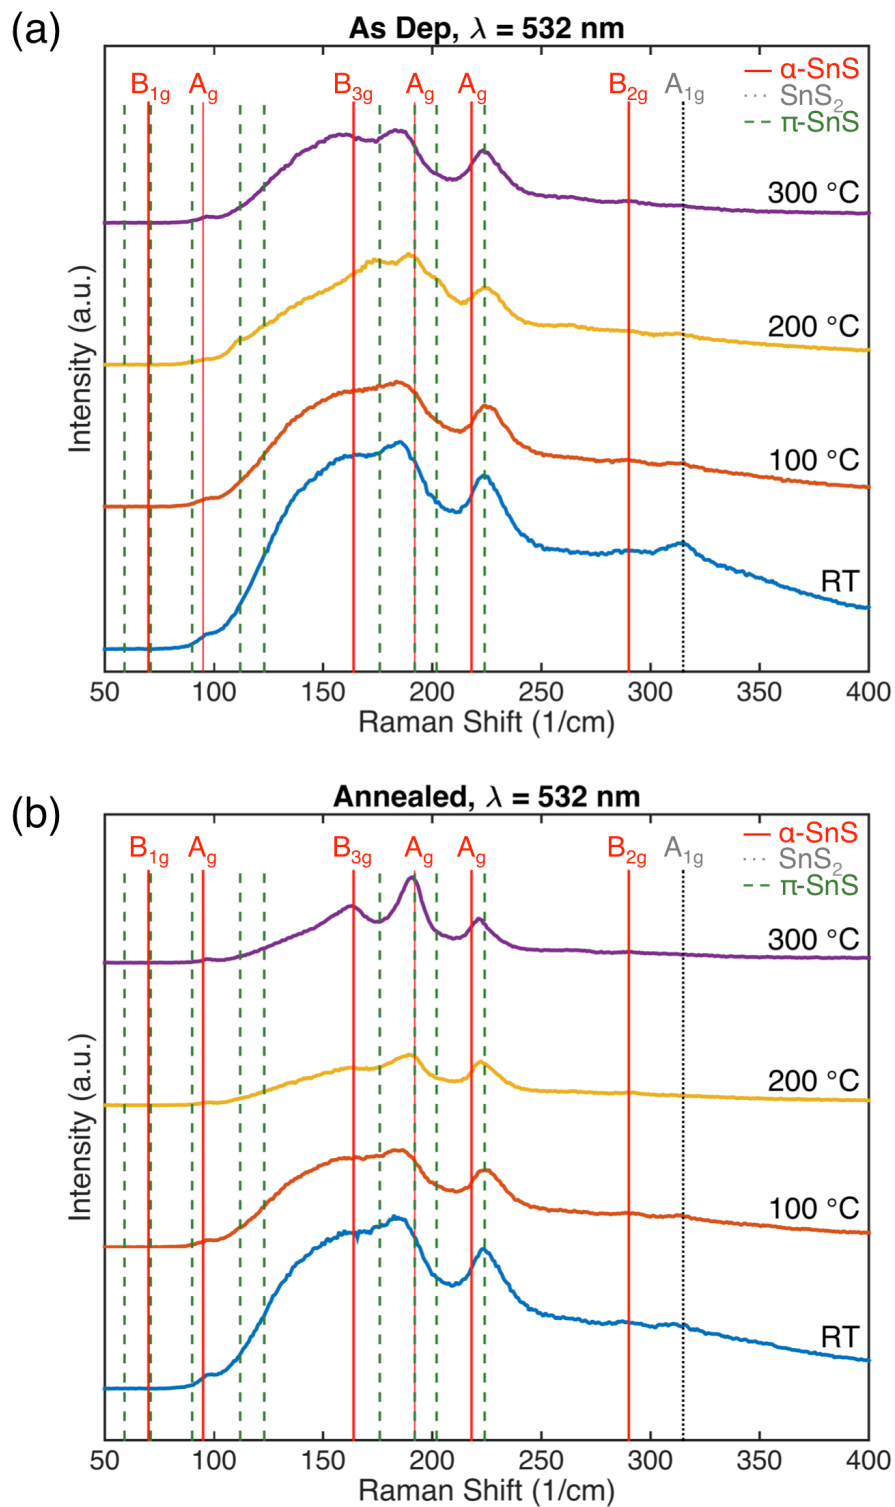 (a)
As Dep, λ = 532 nm
B1g Ag B3g Ag Ag B2g A1g
α-SnS
SnS2
π-SnS
300 °C
200 °C
100 °C
RT
Intensity (a.u.)
50 100 150 200 250 300 350 400
Raman Shift (1/cm)
(b)
Annealed, λ = 532 nm
B1g Ag B3g Ag Ag B2g A1g
α-SnS
SnS2
π-SnS
300 °C
200 °C
100 °C
RT
Intensity (a.u.)
50 100 150 200 250 300 350 400
Raman Shift (1/cm)